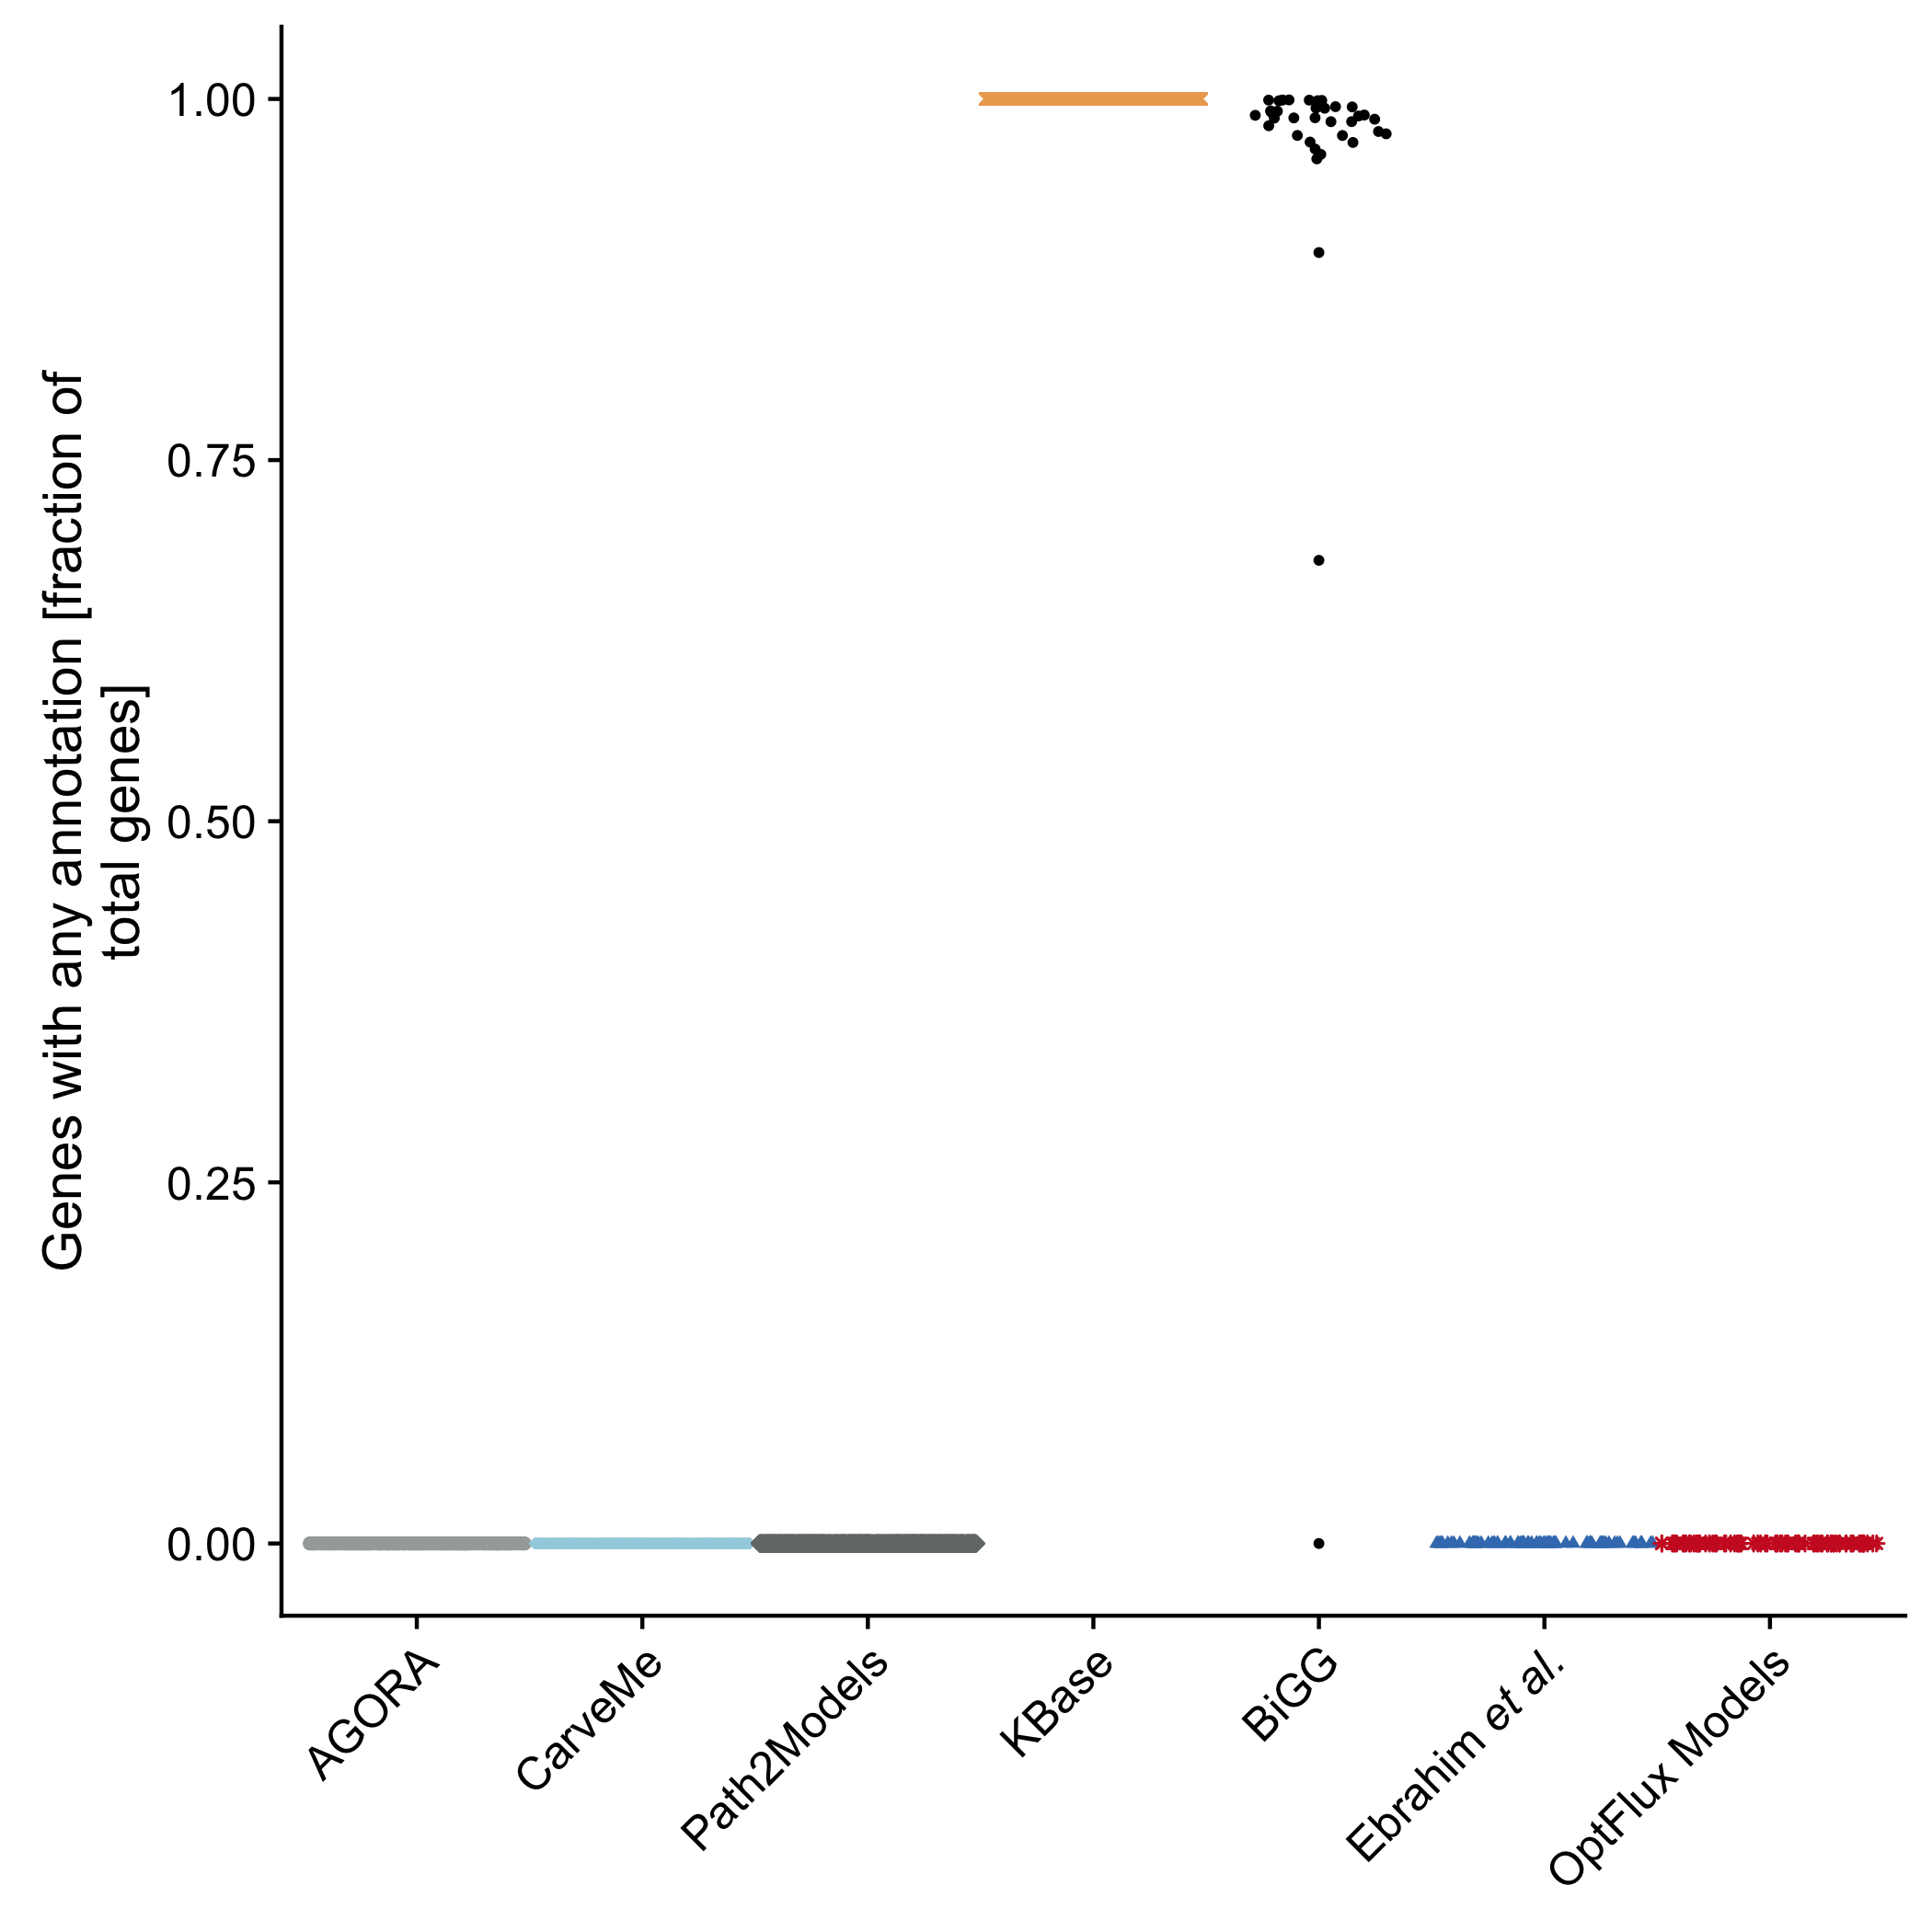 Genes with any annotation [fraction of
total genes]
1.00
0.75
0.50
0.25
0.00
AGORA
CarveMe
Path2Models
KBase
BiGG
Ebrahim et al.
OptFlux Models